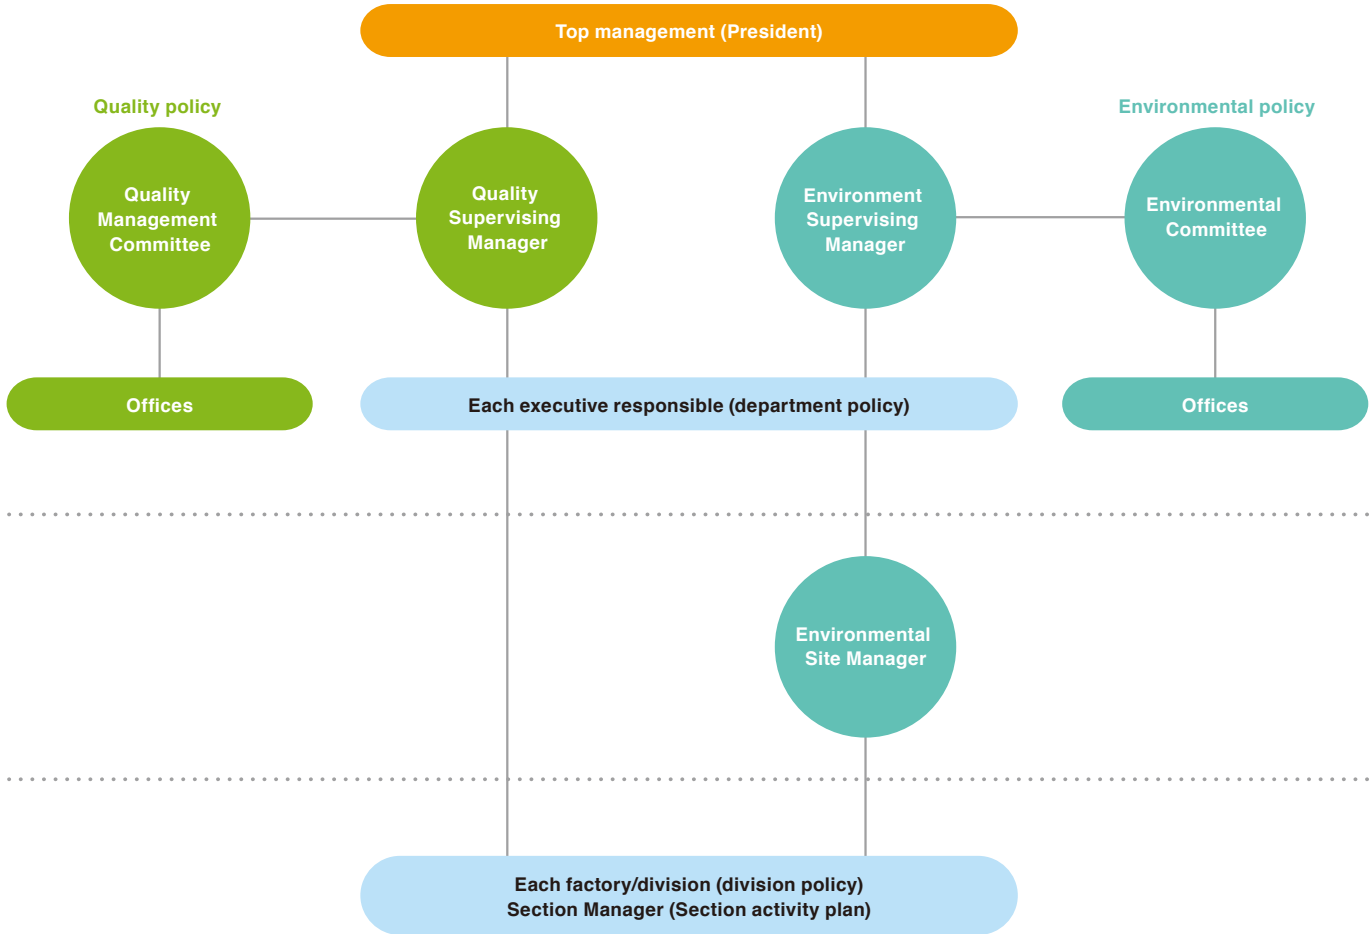 Top management (President)
Quality policy
Environmental policy
Quality
Management
Committee
Quality
Supervising
Manager
Environment
Supervising
Manager
Environmental
Committee
Offices
Each executive responsible (department policy)
Offices
Environmental
Site Manager
Each factory/division (division policy)
Section Manager (Section activity plan)